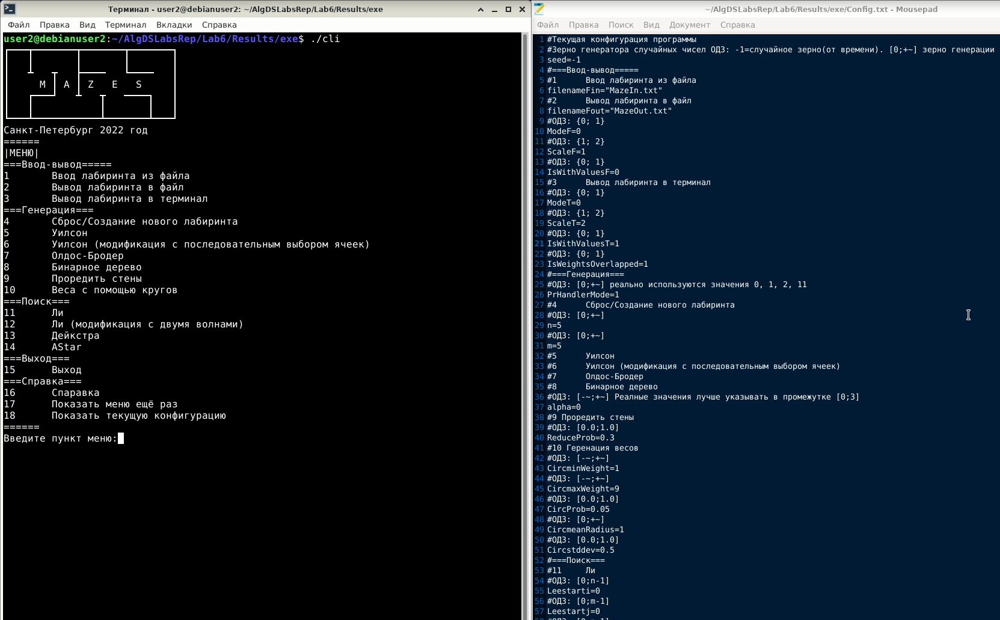 Терминал - user2@debianuser2: ~/AlgDSLabsRep/Lab6/Results/exe
Файл Правка Вид Терминал Вкладки Справка
user2@debianuser2:~/AlgDSLabsRep/Lab6/Results/exe$ ./cli
M A Z E S
Санкт-Петербург 2022 год
======
|МЕНЮ|
===Ввод-вывод=====
1 Ввод лабиринта из файла
2 Вывод лабиринта в файл
3 Вывод лабиринта в терминал
===Генерация===
4 Сброс/Создание нового лабиринта
5 Уилсон
6 Уилсон (модификация с последовательным выбором ячеек)
7 Олдос-Бродер
8 Бинарное дерево
9 Проредить стены
10 Веса с помощью кругов
===Поиск===
11 Ли
12 Ли (модификация с двумя волнами)
13 Дейкстра
14 AStar
===Выход===
15 Выход
===Справка===
16 Спаравка
17 Показать меню ещё раз
18 Показать текущую конфигурацию
======
Введите пункт меню:
~/AlgDSLabsRep/Lab6/Results/exe/Config.txt - Mousepad
Файл Правка Поиск Вид Документ Справка
1 #Текущая конфигурация программы
2 #Зерно генератора случайных чисел ОДЗ: -1=случайное зерно(от времени). [0;+~] зерно генерации
3 seed=-1
4 #===Ввод-вывод=====
5 #1 Ввод лабиринта из файла
6 filenameFin="MazeIn.txt"
7 #2 Вывод лабиринта в файл
8 filenameFout="MazeOut.txt"
9 #ОДЗ: {0; 1}
10 ModeF=0
11 #ОДЗ: {1; 2}
12 ScaleF=1
13 #ОДЗ: {0; 1}
14 IsWithValuesF=0
15 #3 Вывод лабиринта в терминал
16 #ОДЗ: {0; 1}
17 ModeT=0
18 #ОДЗ: {1; 2}
19 ScaleT=2
20 #ОДЗ: {0; 1}
21 IsWithValuesT=1
22 #ОДЗ: {0; 1}
23 IsWeightsOverlapped=1
24 #===Генерация===
25 #ОДЗ: [0;+~] реально используются значения 0, 1, 2, 11
26 PrHandlerMode=1
27 #4 Сброс/Создание нового лабиринта
28 #ОДЗ: [0;+~]
29 n=5
30 #ОДЗ: [0;+~]
31 m=5
32 #5 Уилсон
33 #6 Уилсон (модификация с последовательным выбором ячеек)
34 #7 Олдос-Бродер
35 #8 Бинарное дерево
36 #ОДЗ: [-~;+~] Реалные значения лучше указывать в промежутке [0;3]
37 alpha=0
38 #9 Проредить стены
39 #ОДЗ: [0.0;1.0]
40 ReduceProb=0.3
41 #10 Геренация весов
42 #ОДЗ: [-~;+~]
43 CircminWeight=1
44 #ОДЗ: [-~;+~]
45 CircmaxWeight=9
46 #ОДЗ: [0.0;1.0]
47 CircProb=0.05
48 #ОДЗ: [0;+~]
49 CircmeanRadius=1
50 #ОДЗ: [0.0;1.0]
51 Circstddev=0.5
52 #===Поиск===
53 #11 Ли
54 #ОДЗ: [0;n-1]
55 Leestarti=0
56 #ОДЗ: [0;m-1]
57 Leestartj=0